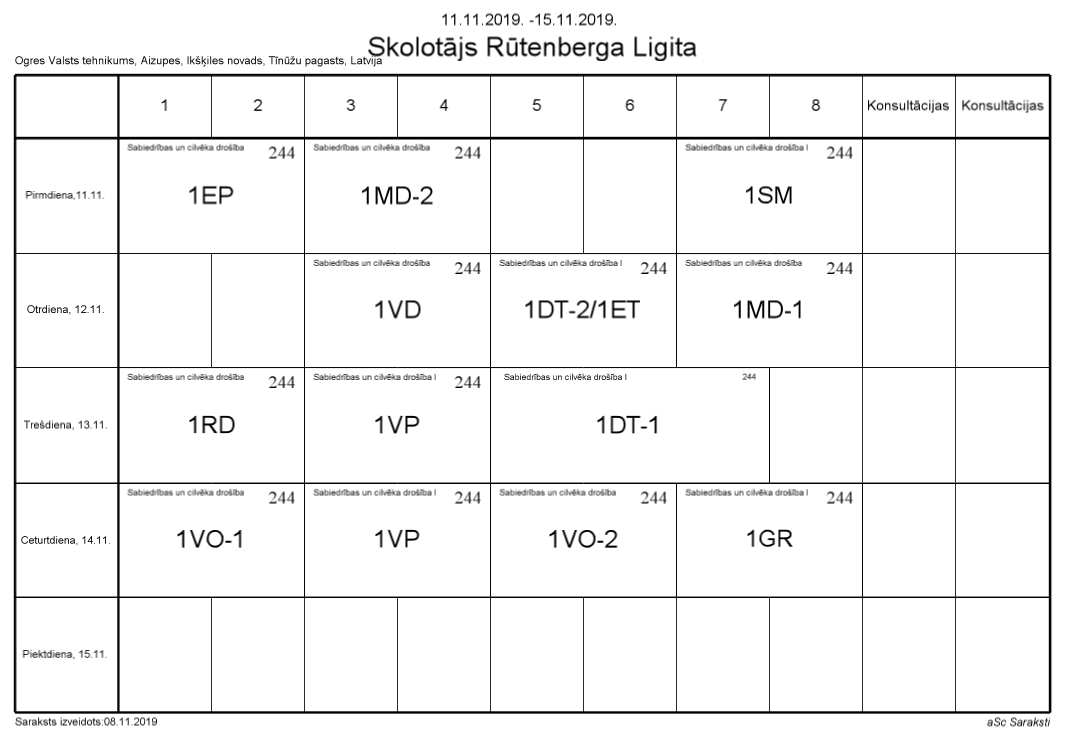 11.11.2019. -15.11.2019.
Skolotājs Rūtenberga Ligita
Ogres Valsts tehnikums, Aizupes, Ikšķiles novads, Tīnūžu pagasts, Latvija
1 2 3 4 5 6 7 8 Konsultācijas Konsultācijas
Sabiedrības un cilvēka drošība 244 Sabiedrības un cilvēka drošība 244 Sabiedrības un cilvēka drošība I 244
Pirmdiena,11.11. 1EP 1MD-2 1SM
Sabiedrības un cilvēka drošība 244 Sabiedrības un cilvēka drošība I 244 Sabiedrības un cilvēka drošība 244
Otrdiena, 12.11. 1VD 1DT-2/1ET 1MD-1
Sabiedrības un cilvēka drošība 244 Sabiedrības un cilvēka drošība I 244 Sabiedrības un cilvēka drošība I 244
Trešdiena, 13.11. 1RD 1VP 1DT-1
Sabiedrības un cilvēka drošība 244 Sabiedrības un cilvēka drošība I 244 Sabiedrības un cilvēka drošība 244 Sabiedrības un cilvēka drošība I 244
Ceturtdiena, 14.11. 1VO-1 1VP 1VO-2 1GR
Piektdiena, 15.11.
Saraksts izveidots:08.11.2019 aSc Saraksti